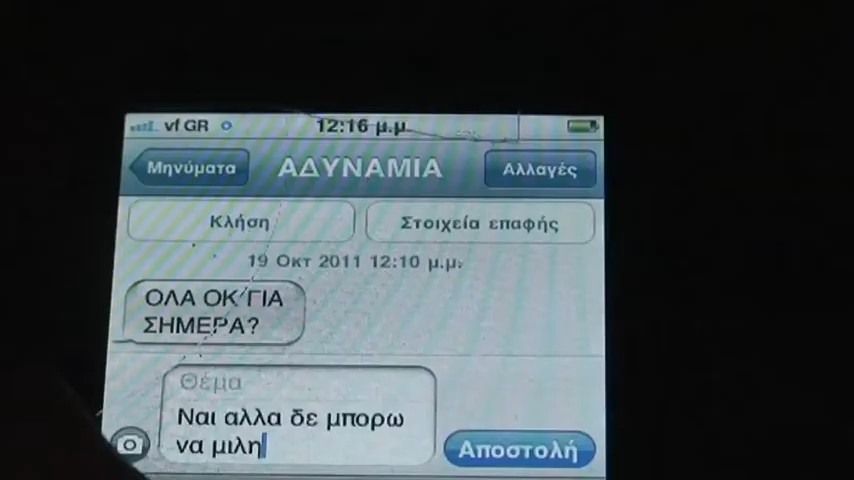 vf GR 12:16 μ.μ.
Μηνύματα ΑΔΥΝΑΜΙΑ Αλλαγές
Κλήση Στοιχεία επαφής
19 Οκτ 2011 12:10 μ.μ.
ΟΛΑ ΟΚ ΓΙΑ
ΣΗΜΕΡΑ?
Θέμα
Ναι αλλα δε μπορω
να μιλη
Αποστολή